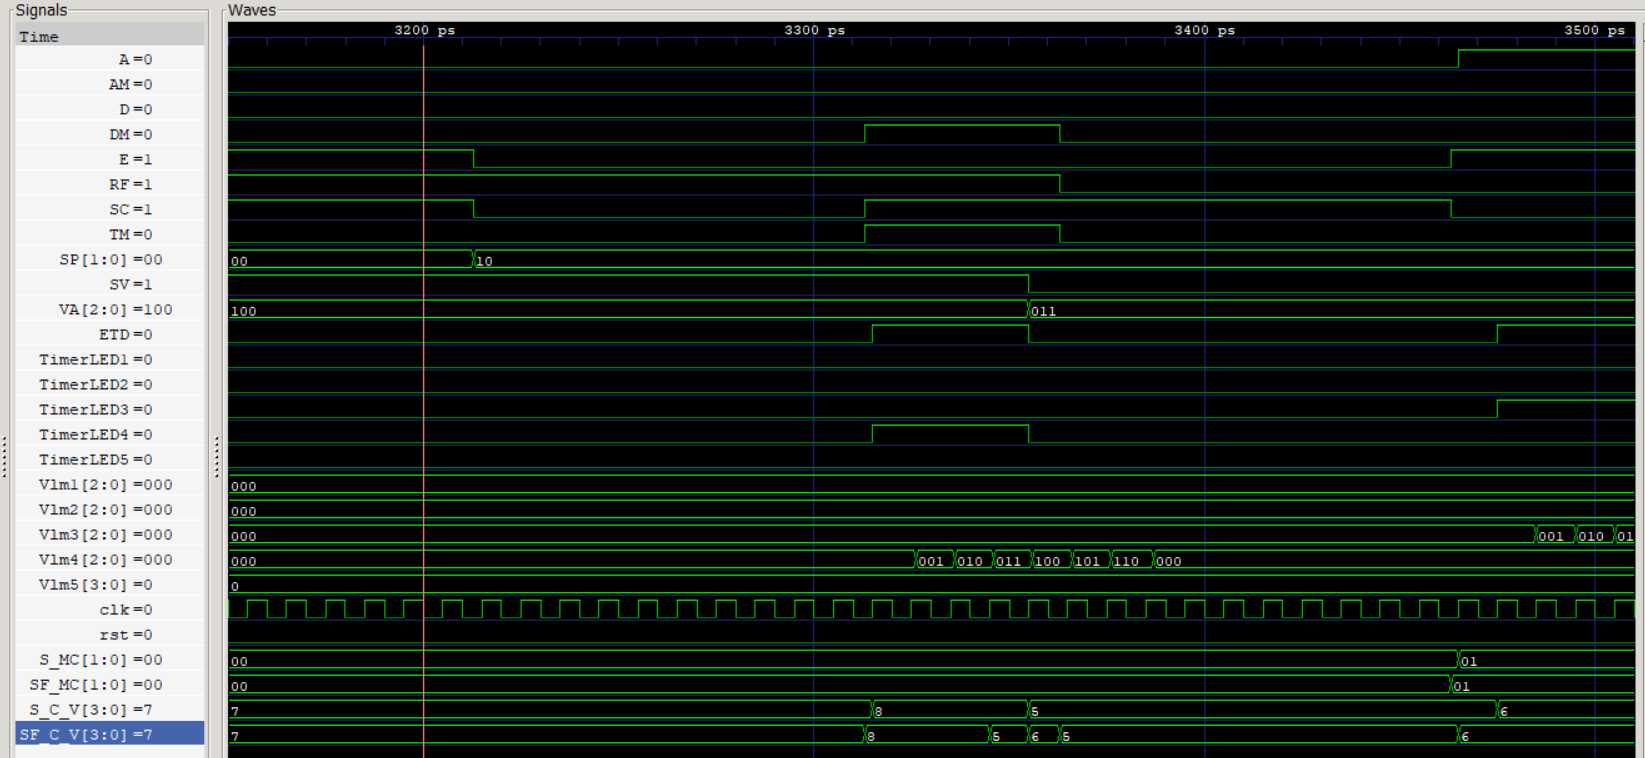 Signals Waves
Time 3200 ps 3300 ps 3400 ps 3500 ps
A=0
AM=0
D=0
DM=0
E=1
RF=1
SC=1
TM=0
SP[1:0]=00 00 10
SV=1
VA[2:0]=100 100 011
ETD=0
TimerLED1=0
TimerLED2=0
TimerLED3=0
TimerLED4=0
TimerLED5=0
Vlm1[2:0]=000 000
Vlm2[2:0]=000 000
Vlm3[2:0]=000 000 001 010 01
Vlm4[2:0]=000 000 001 010 011 100 101 110 000
Vlm5[3:0]=0 0
clk=0
rst=0
S_MC[1:0]=00 00 01
SF_MC[1:0]=00 00 01
S_C_V[3:0]=7 7 8 5 6
SF_C_V[3:0]=7 7 8 5 6 5 6